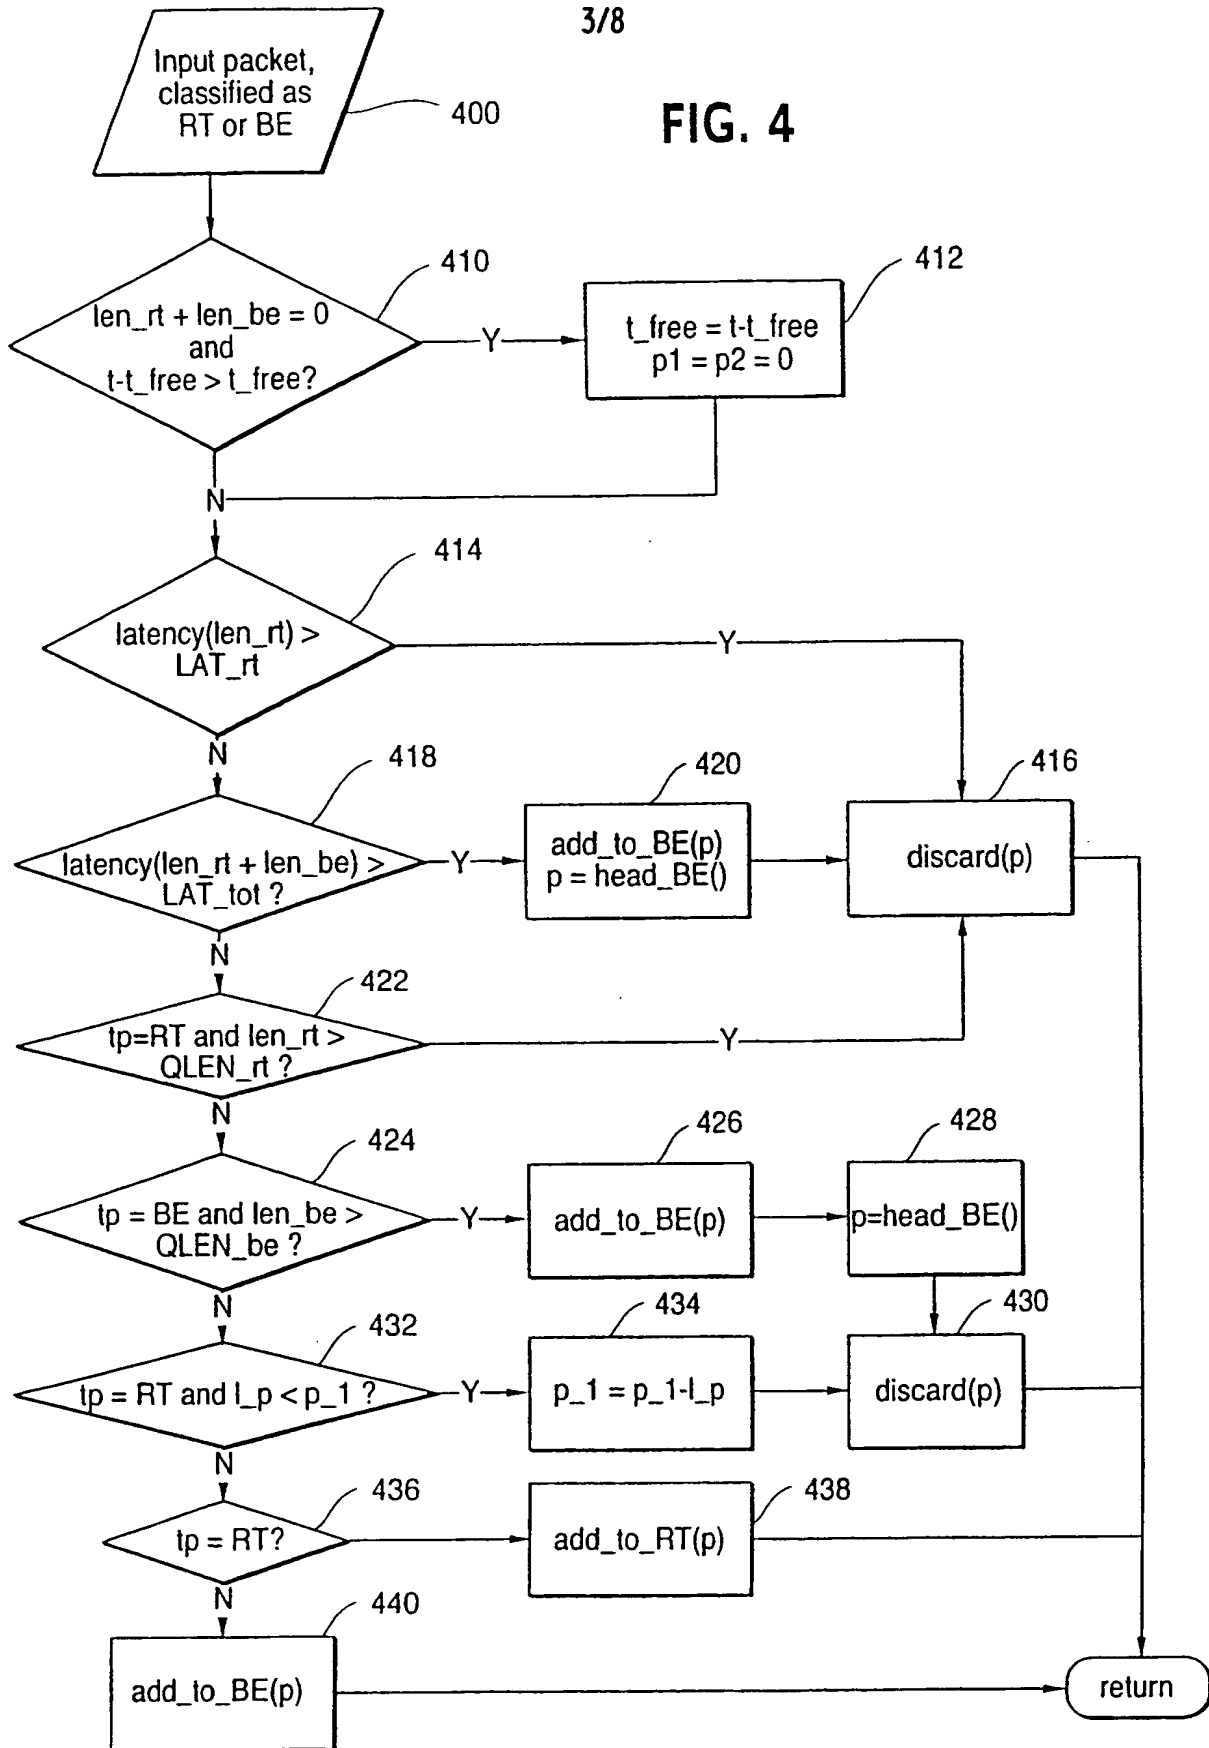 3/8
FIG. 4
Input packet,
classified as
RT or BE
400
410
len_rt + len_be = 0
and
t-t_free > t_free?
Y
412
t_free = t-t_free
p1 = p2 = 0
N
414
latency(len_rt) >
LAT_rt
Y
N
418
latency(len_rt + len_be) >
LAT_tot ?
Y
420
add_to_BE(p)
p = head_BE()
416
discard(p)
N
422
tp=RT and len_rt >
QLEN_rt ?
Y
N
424
tp = BE and len_be >
QLEN_be ?
Y
426
add_to_BE(p)
428
p=head_BE()
N
432
tp = RT and l_p < p_1 ?
Y
434
p_1 = p_1-l_p
430
discard(p)
N
436
tp = RT?
438
add_to_RT(p)
N
440
add_to_BE(p)
return